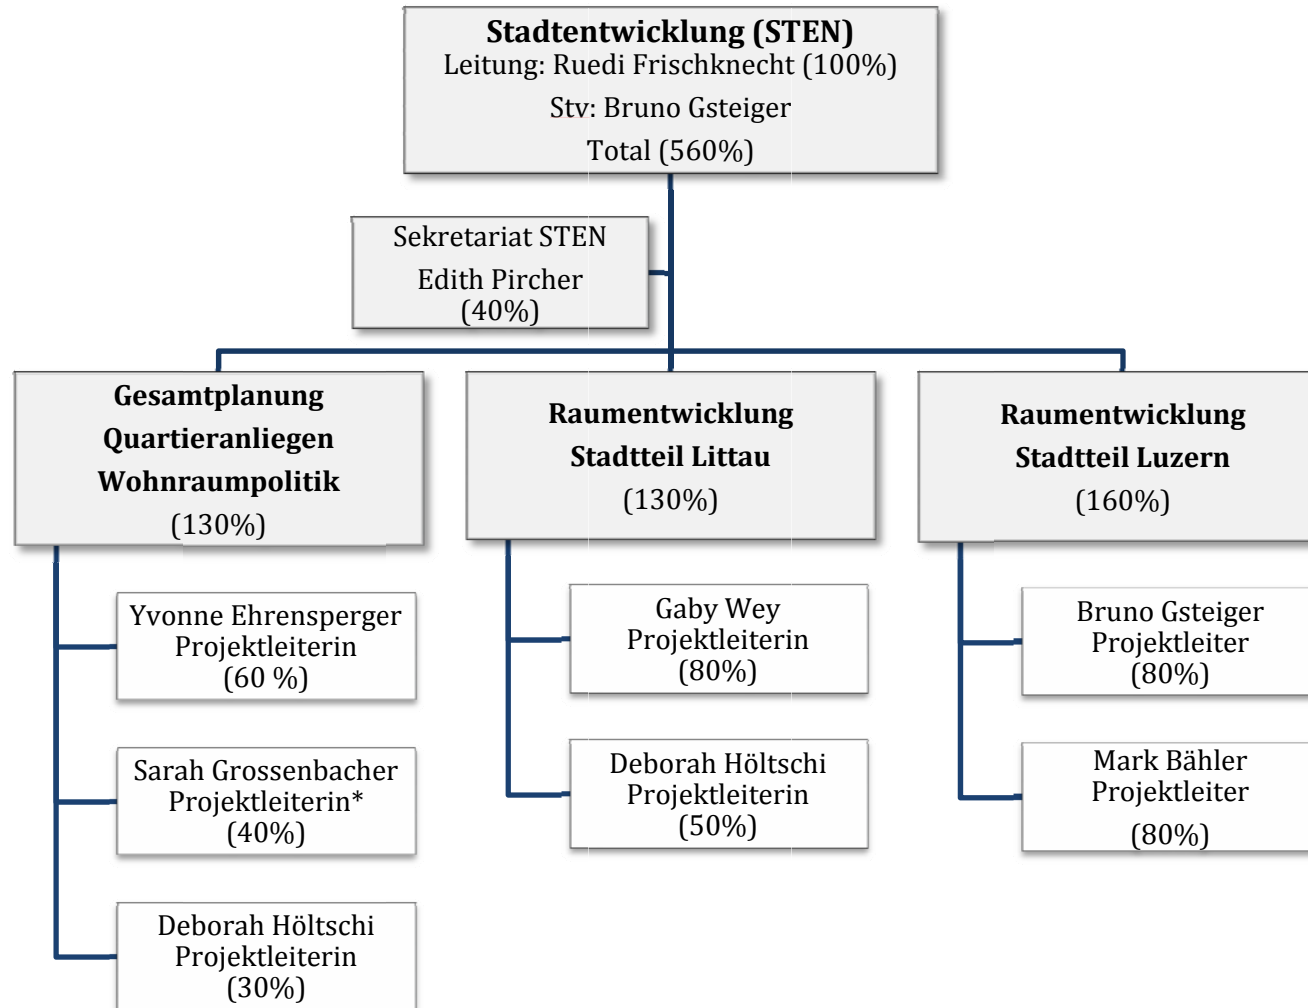 Stadtentwicklung (STEN)
Leitung: Ruedi Frischknecht (100%)
Stv: Bruno Gsteiger
Total (560%)
Sekretariat STEN
Edith Pircher
(40%)
Gesamtplanung
Quartieranliegen
Wohnraumpolitik
(130%)
Yvonne Ehrensperger
Projektleiterin
(60 %)
Sarah Grossenbacher
Projektleiterin*
(40%)
Deborah Höltschi
Projektleiterin
(30%)
Raumentwicklung
Stadtteil Littau
(130%)
Gaby Wey
Projektleiterin
(80%)
Deborah Höltschi
Projektleiterin
(50%)
Raumentwicklung
Stadtteil Luzern
(160%)
Bruno Gsteiger
Projektleiter
(80%)
Mark Bähler
Projektleiter
(80%)